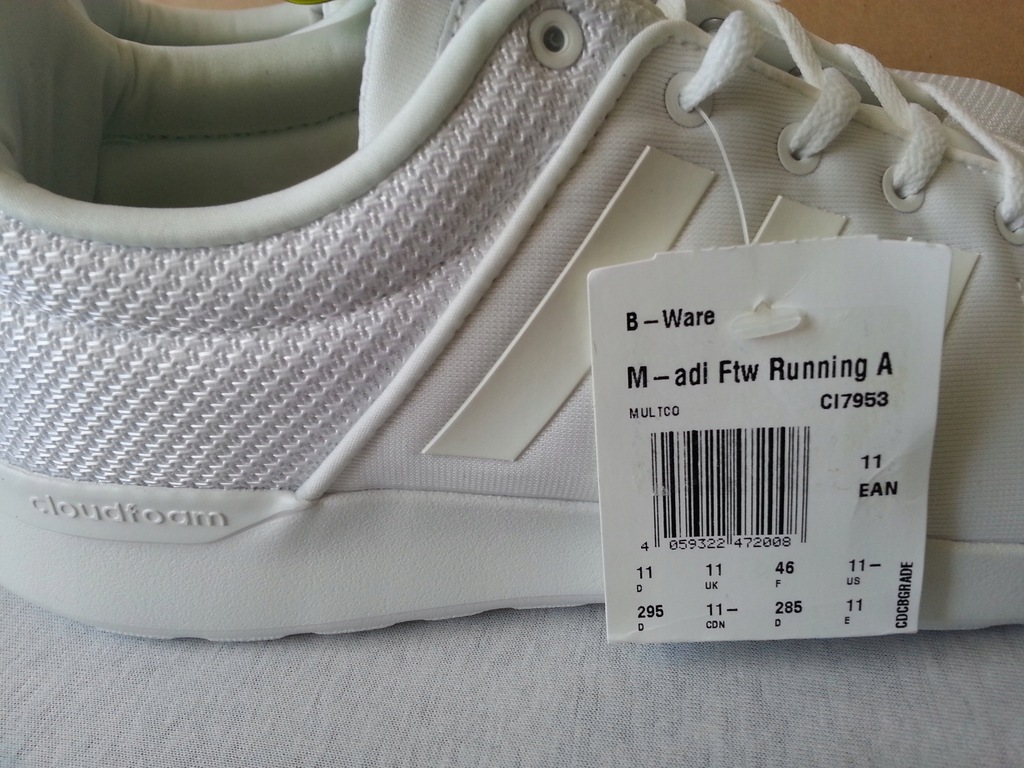 cloudfoam
B-Ware
M-adi Ftw Running A
MULTCO CI7953
11
EAN
4 059322 472008
11 11 46 11-
D UK F US
295 11- 285 11
D CDN D E
CDCBGRADE